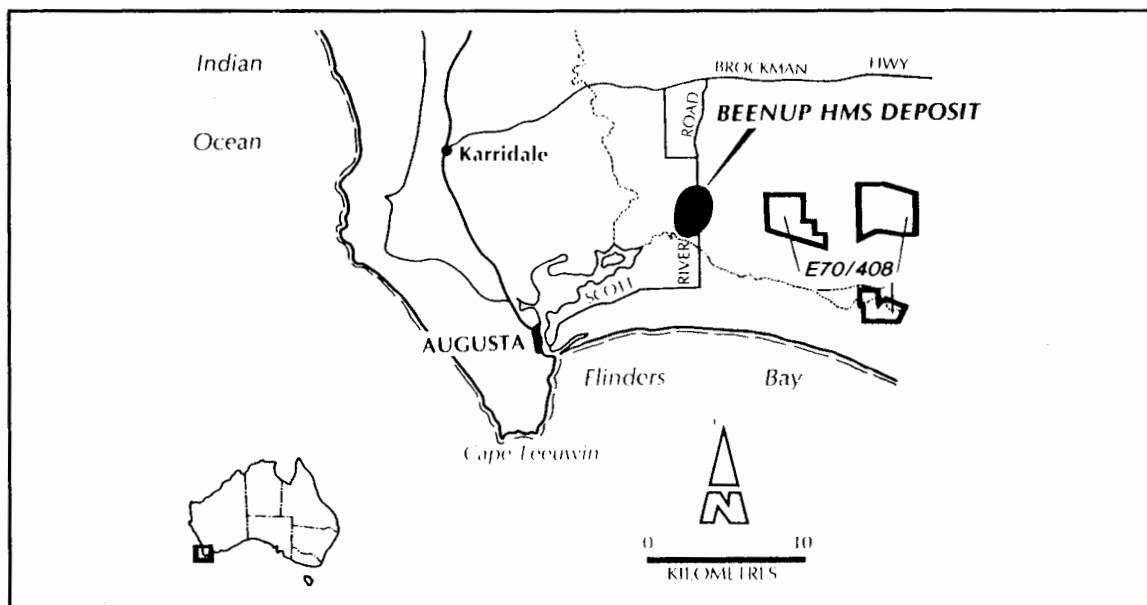 Indian
Ocean
BROCKMAN HWY
ROAD
BEENUP HMS DEPOSIT
Karridale
RIVER
E70/408
SCOTT
AUGUSTA
Flinders Bay
Cape Leeuwin
N
0 10
KILOMETRES